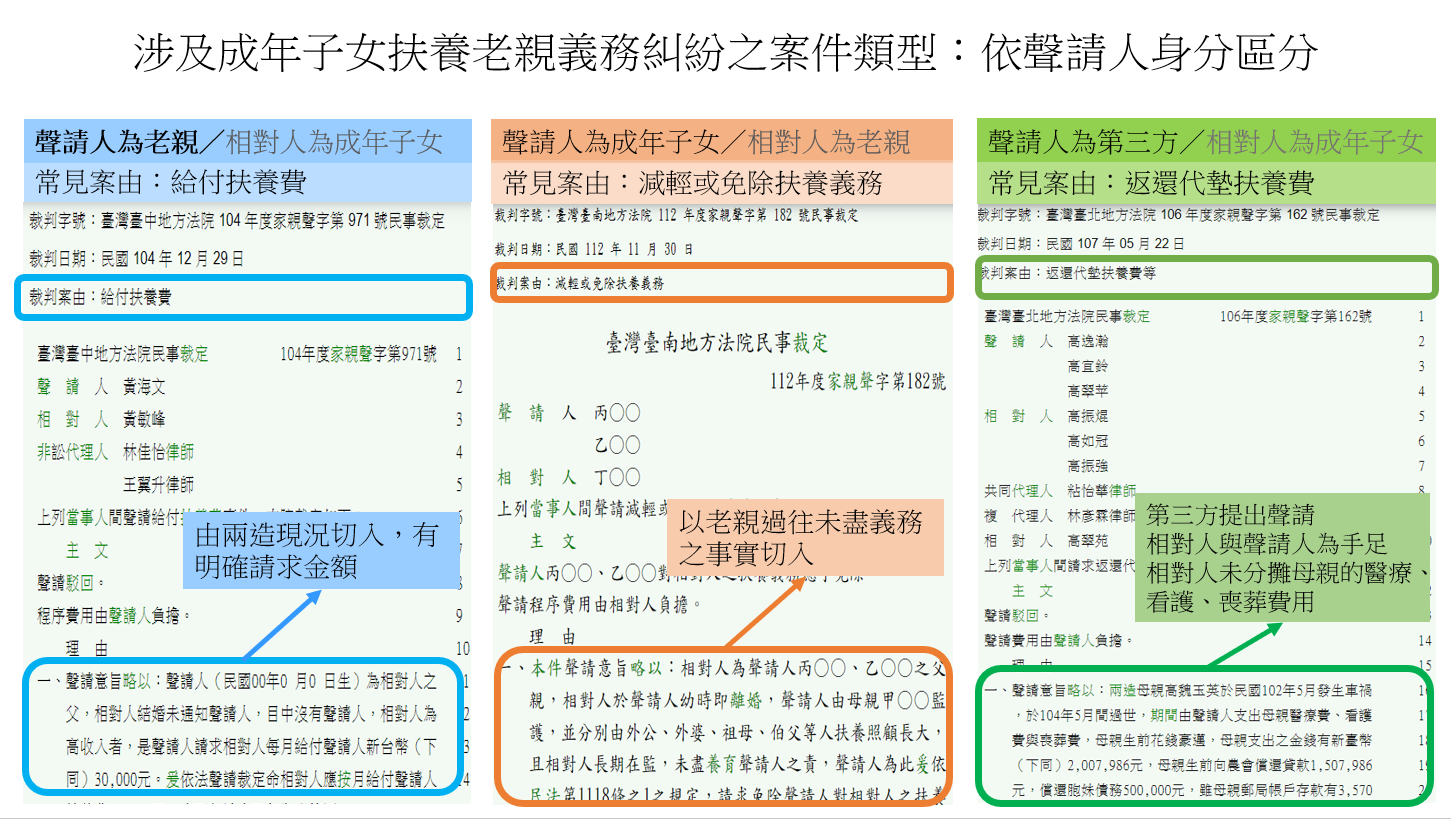 涉及成年子女扶養老親義務糾紛之案件類型：依聲請人身分區分
聲請人為老親／相對人為成年子女
常見案由：給付扶養費
裁判字號：臺灣臺中地方法院 104 年度家親聲字第 971 號民事裁定
裁判日期：民國 104 年 12 月 29 日
裁判案由：給付扶養費
臺灣臺中地方法院民事裁定 104年度家親聲字第971號 1
聲 請 人 黃海文 2
相 對 人 黃敏峰 3
非訟代理人 林佳怡律師 4
王翼升律師 5
上列當事人間聲請給付
主 文
聲請駁回。
程序費用由聲請人負擔。 9
理 由 10
由兩造現況切入，有
明確請求金額
一、聲請意旨略以：聲請人（民國00年0 月0 日生）為相對人之
父，相對人結婚未通知聲請人，目中沒有聲請人，相對人為
高收入者，是聲請人請求相對人每月給付聲請人新台幣（下
同）30,000元。爰依法聲請裁定命相對人應按月給付聲請人
聲請人為成年子女／相對人為老親
常見案由：減輕或免除扶養義務
裁判字號：臺灣臺南地方法院 112 年度家親聲字第 182 號民事裁定
裁判日期：民國 112 年 11 月 30 日
裁判案由：減輕或免除扶養義務
臺灣臺南地方法院民事裁定
112年度家親聲字第182號
聲 請 人 丙○○
乙○○
相 對 人 丁○○
上列當事人間聲請減輕
主 文
聲請人丙○○、乙○○對
聲請程序費用由相對人負擔。
理 由
以老親過往未盡義務
之事實切入
一、本件聲請意旨略以：相對人為聲請人丙○○、乙○○之父
親，相對人於聲請人幼時即離婚，聲請人由母親甲○○監
護，並分別由外公、外婆、祖母、伯父等人扶養照顧長大，
且相對人長期在監，未盡養育聲請人之責，聲請人為此爰依
民法第1118條之1之規定，請求免除聲請人對相對人之扶養
聲請人為第三方／相對人為成年子女
常見案由：返還代墊扶養費
裁判字號：臺灣臺北地方法院 106 年度家親聲字第 162 號民事裁定
裁判日期：民國 107 年 05 月 22 日
裁判案由：返還代墊扶養費等
臺灣臺北地方法院民事裁定 106年度家親聲字第162號 1
聲 請 人 高逸瀚 2
高宜鈴 3
高翠苹 4
相 對 人 高振焜 5
高如冠 6
高振強 7
共同代理人 粘怡華律師 8
複 代理人 林彥霖律師
相 對 人 高翠苑
上列當事人間請求返還代
主 文
聲請駁回。
聲請費用由聲請人負擔。 14
理 由 15
第三方提出聲請
相對人與聲請人為手足
相對人未分攤母親的醫療、
看護、喪葬費用
一、聲請意旨略以：兩造母親高魏玉英於民國102年5月發生車禍
，於104年5月間過世，期間由聲請人支出母親醫療費、看護
費與喪葬費，母親生前花錢豪邁，母親支出之金錢有新臺幣
（下同）2,007,986元，母親生前向農會償還貸款1,507,986
元，償還胞妹債務500,000元，雖母親郵局帳戶存款有3,570